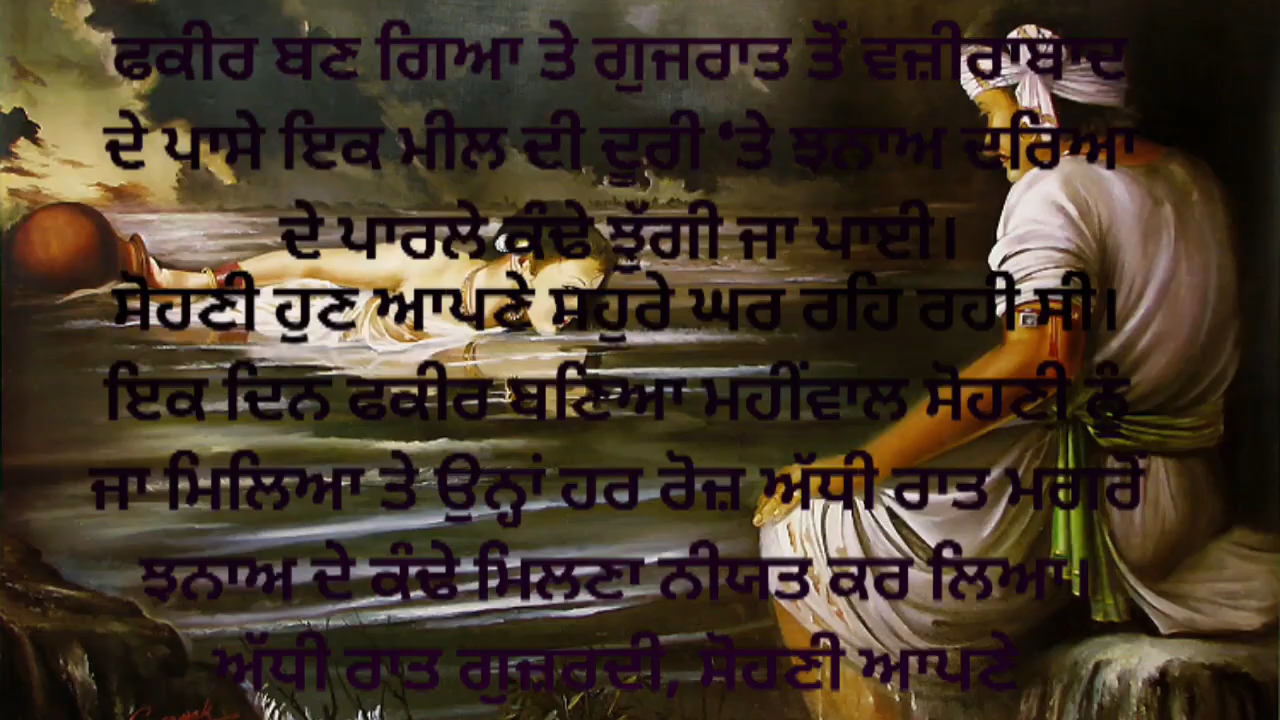 ਫਕੀਰ ਬਣ ਗਿਆ ਤੇ ਗੁਜਰਾਤ ਤੋਂ ਵਜ਼ੀਰਾਬਾਦ
ਦੇ ਪਾਸੇ ਇਕ ਮੀਲ ਦੀ ਦੂਰੀ ‘ਤੇ ਝਨਾਅ ਦਰਿਆ
ਦੇ ਪਾਰਲੇ ਕੰਢੇ ਝੁੱਗੀ ਜਾ ਪਾਈ।
ਸੋਹਣੀ ਹੁਣ ਆਪਣੇ ਸਹੁਰੇ ਘਰ ਰਹਿ ਰਹੀ ਸੀ।
ਇਕ ਦਿਨ ਫਕੀਰ ਬਣਿਆ ਮਹੀਂਵਾਲ ਸੋਹਣੀ ਨੂੰ
ਜਾ ਮਿਲਿਆ ਤੇ ਉਨ੍ਹਾਂ ਹਰ ਰੋਜ਼ ਅੱਧੀ ਰਾਤ ਮਗਰੋਂ
ਝਨਾਅ ਦੇ ਕੰਢੇ ਮਿਲਣਾ ਨੀਯਤ ਕਰ ਲਿਆ।
ਅੱਧੀ ਰਾਤ ਗੁਜ਼ਰਦੀ, ਸੋਹਣੀ ਆਪਣੇ